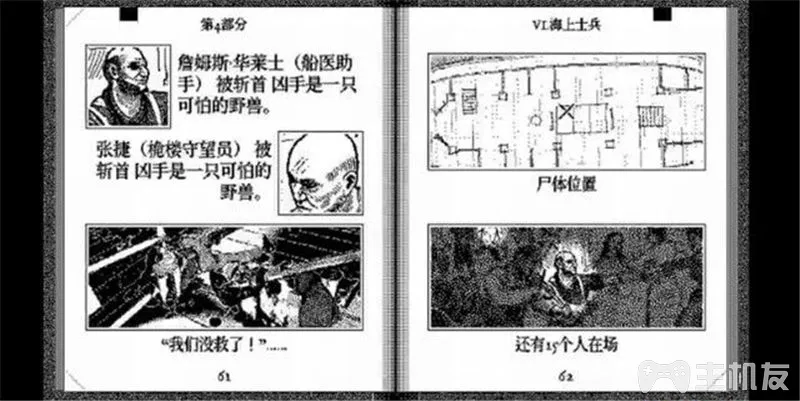 第4部分
詹姆斯·华莱士（船医助
手） 被斩首 凶手是一只
可怕的野兽。
张捷（桅楼守望员） 被
斩首 凶手是一只可怕的
野兽。
“我们没救了！”……
61
VI.海上士兵
尸体位置
还有15个人在场
62
主机友